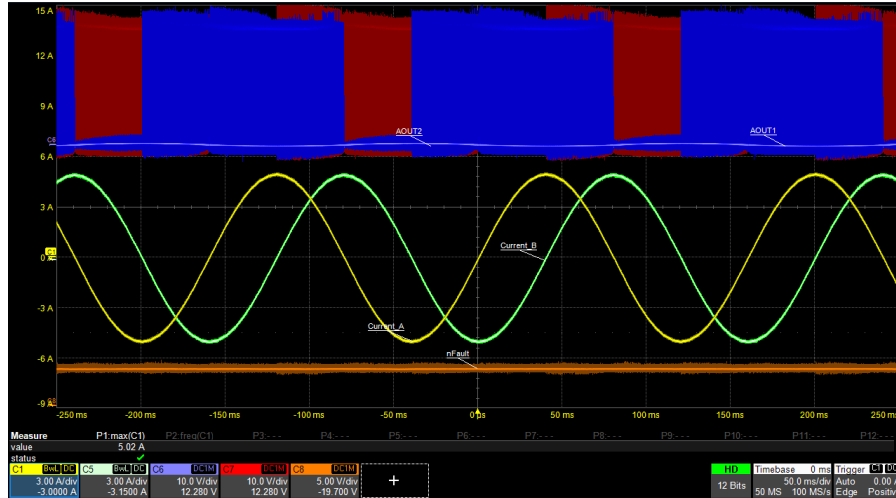 15 A
12 A
9 A
C6
AOUT2
AOUT1
6 A
3 A
C1
Current_B
-3 A
Current_A
-6 A
nFault
-9 A
-250 ms
-200 ms
-150 ms
-100 ms
-50 ms
0 ms
50 ms
100 ms
150 ms
200 ms
250 ms
Measure P1:max(C1) P2:freq(C1) P3:--- P4:--- P5:--- P6:--- P7:--- P8:--- P9:--- P10:--- P11:--- P12:---
value 5.02 A
status
C1 BwL DC
3.00 A/div
-3.0000 A
C5 BwL DC
3.00 A/div
-3.1500 A
C6 DC1M
10.0 V/div
12.280 V
C7 DC1M
10.0 V/div
12.280 V
C8 DC1M
5.00 V/div
-19.700 V
+
HD
12 Bits
Timebase 0 ms
50.0 ms/div
50 MS 100 MS/s
Trigger C1
Auto
Edge